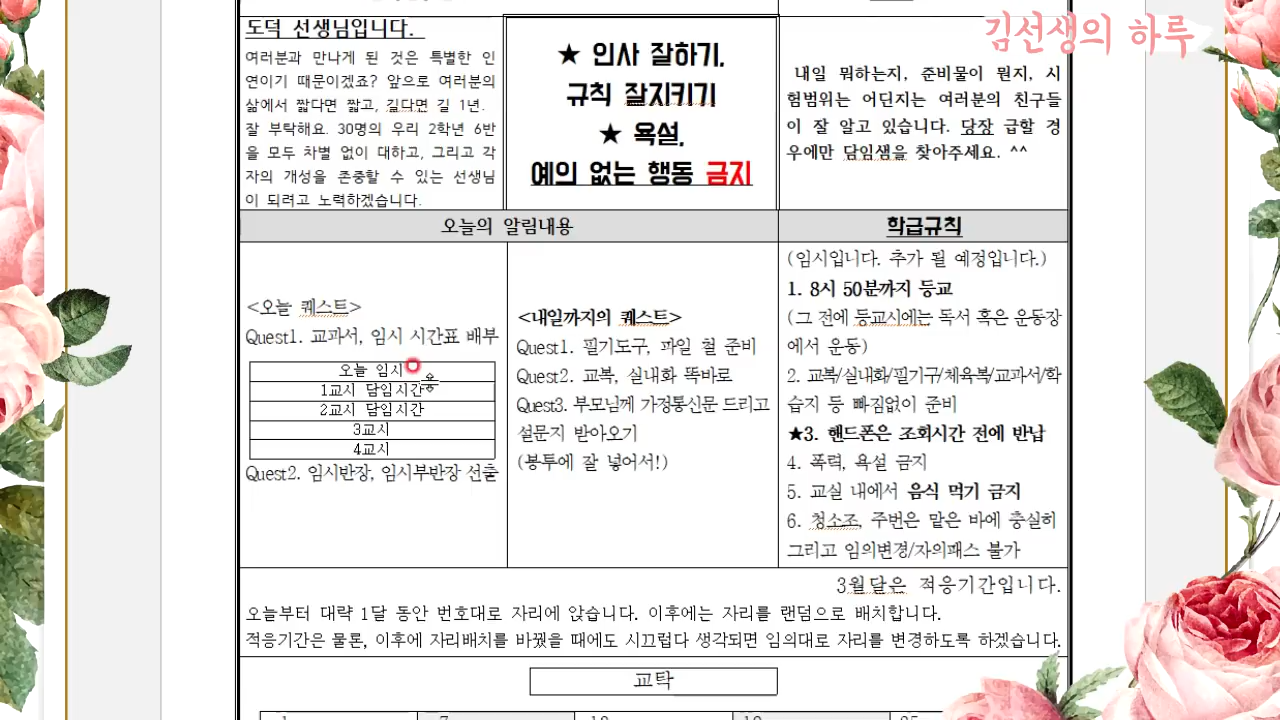 김선생의 하루
도덕 선생님입니다.
여러분과 만나게 된 것은 특별한 인
연이기 때문이겠죠? 앞으로 여러분의
삶에서 짧다면 짧고, 길다면 길 1년.
잘 부탁해요. 30명의 우리 2학년 6반
을 모두 차별 없이 대하고, 그리고 각
자의 개성을 존중할 수 있는 선생님
이 되려고 노력하겠습니다.
★ 인사 잘하기,
규칙 잘지키기
★ 욕설,
예의 없는 행동 금지
내일 뭐하는지, 준비물이 뭔지, 시
험범위는 어딘지는 여러분의 친구들
이 잘 알고 있습니다. 당장 급할 경
우에만 담임샘을 찾아주세요. ^^
오늘의 알림내용
학급규칙
<오늘 퀘스트>
Quest1. 교과서, 임시 시간표 배부
오늘 임시
1교시 담임시간
2교시 담임시간
3교시
4교시
Quest2. 임시반장, 임시부반장 선출
<내일까지의 퀘스트>
Quest1. 필기도구, 파일 철 준비
Quest2. 교복, 실내화 똑바로
Quest3. 부모님께 가정통신문 드리고
설문지 받아오기
(봉투에 잘 넣어서!)
(임시입니다. 추가 될 예정입니다.)
1. 8시 50분까지 등교
(그 전에 등교시에는 독서 혹은 운동장
에서 운동)
2. 교복/실내화/필기구/체육복/교과서/학
습지 등 빠짐없이 준비
★3. 핸드폰은 조회시간 전에 반납
4. 폭력, 욕설 금지
5. 교실 내에서 음식 먹기 금지
6. 청소조, 주번은 맡은 바에 충실히
그리고 임의변경/자의패스 불가
3월달은 적응기간입니다.
오늘부터 대략 1달 동안 번호대로 자리에 앉습니다. 이후에는 자리를 랜덤으로 배치합니다.
적응기간은 물론, 이후에 자리배치를 바꿨을 때에도 시끄럽다 생각되면 임의대로 자리를 변경하도록 하겠습니다.
교탁